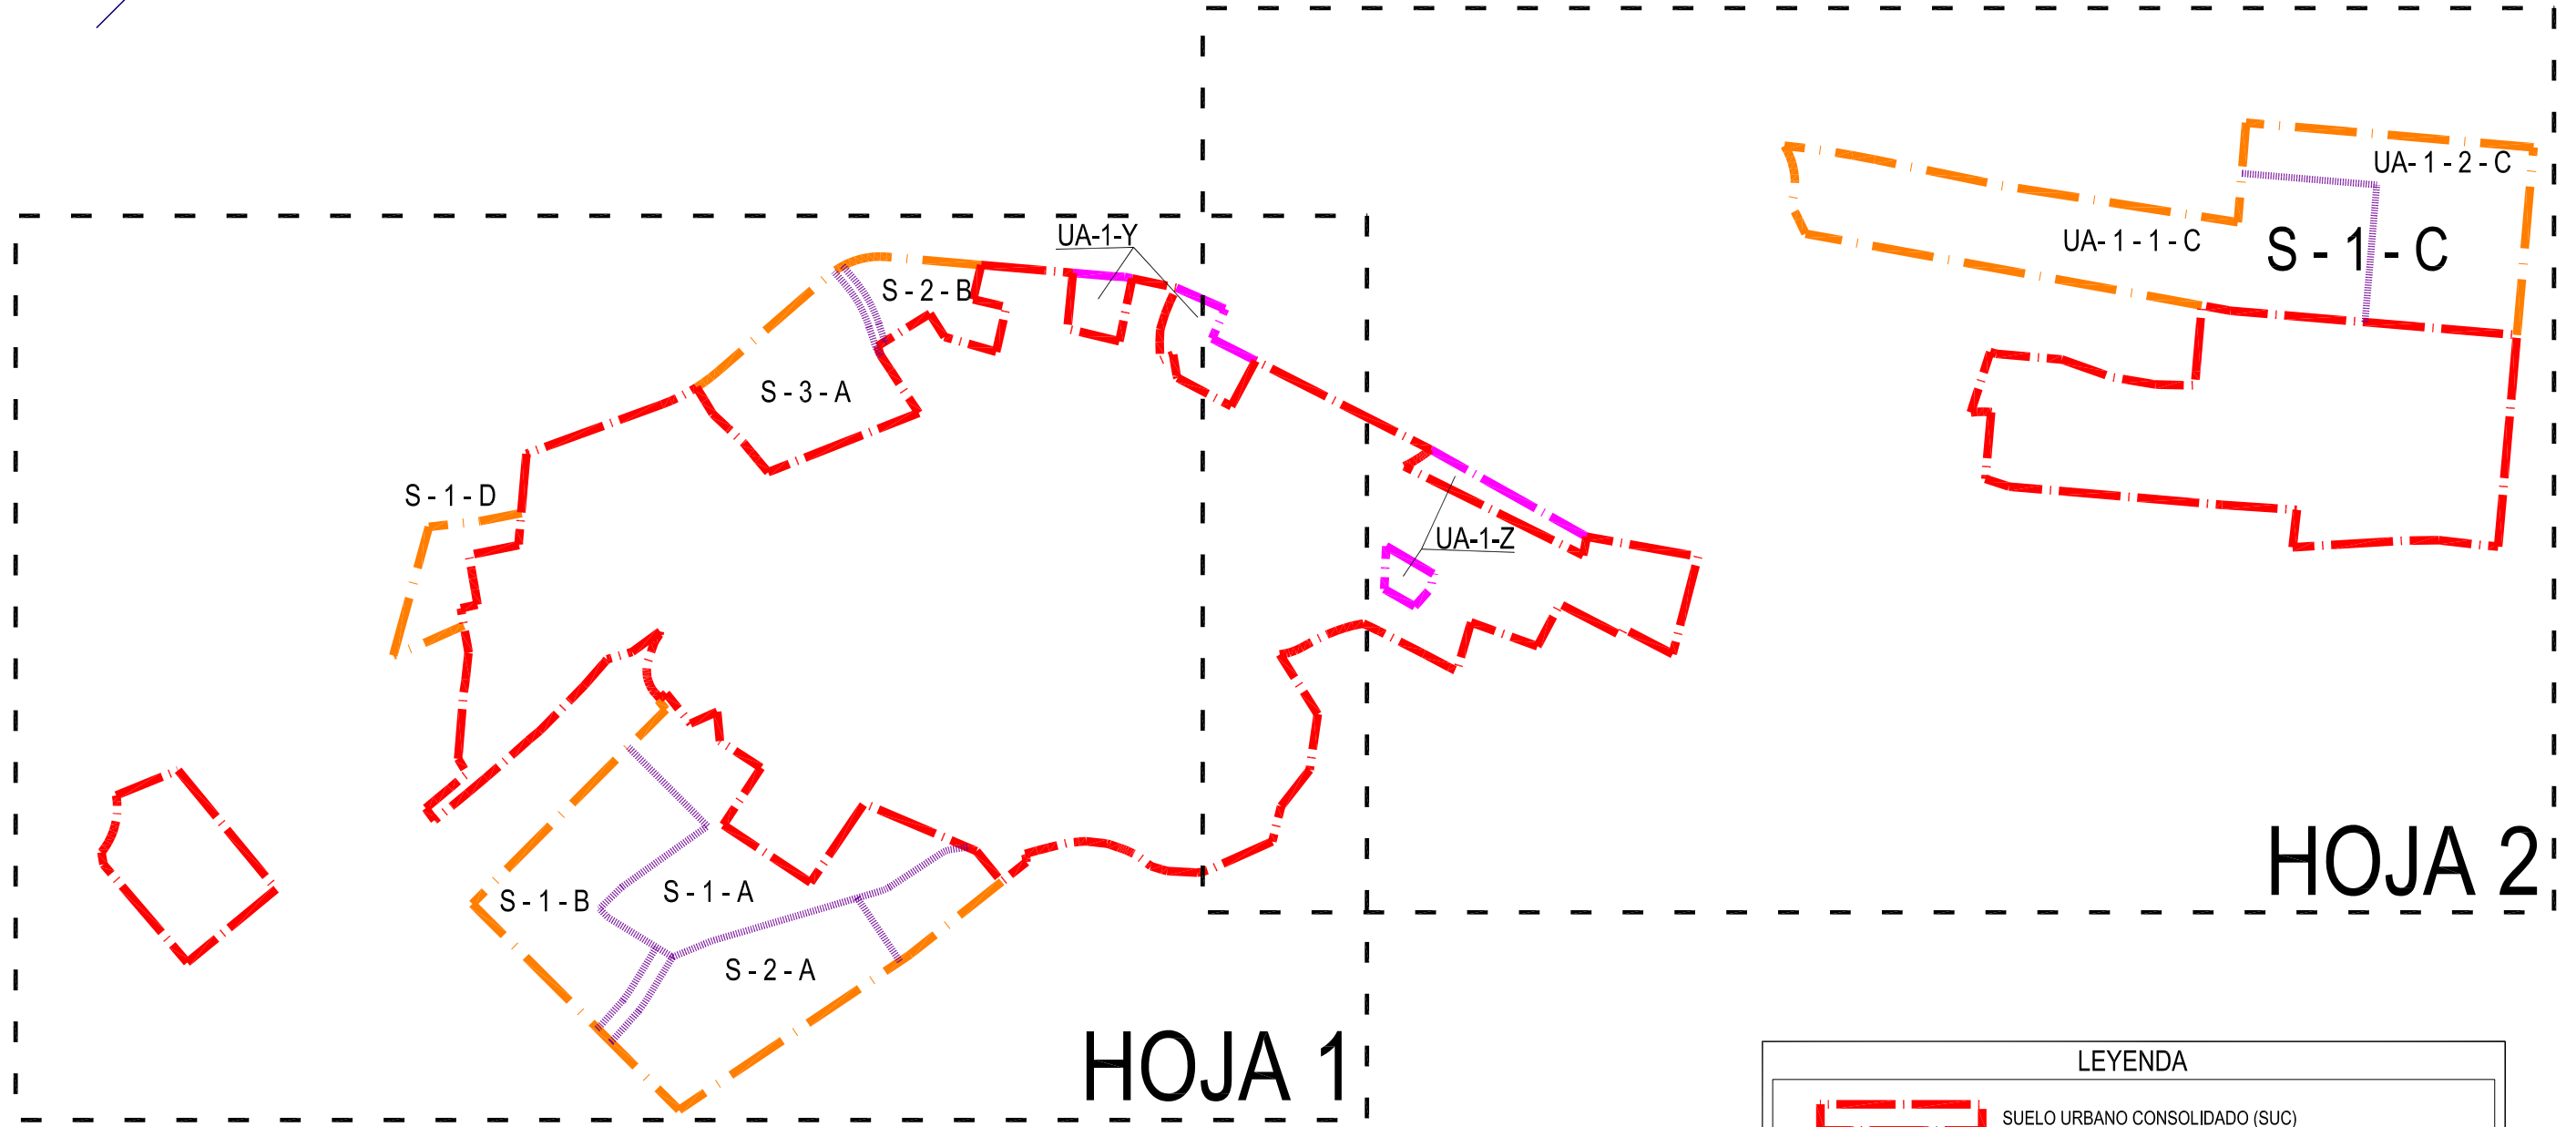 UA- 1 - 2 - C
UA-1-Y
UA- 1 - 1 - C
S - 1 - C
S - 2 - B
S - 3 - A
S - 1 - D
UA-1-Z
HOJA 2
S - 1 - B
S - 1 - A
S - 2 - A
HOJA 1
LEYENDA
SUELO URBANO CONSOLIDADO (SUC)